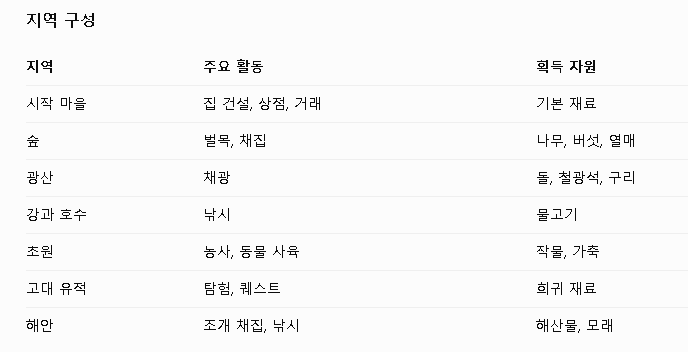 지역 구성
지역 주요 활동 획득 자원
시작 마을 집 건설, 상점, 거래 기본 재료
숲 벌목, 채집 나무, 버섯, 열매
광산 채광 돌, 철광석, 구리
강과 호수 낚시 물고기
초원 농사, 동물 사육 작물, 가축
고대 유적 탐험, 퀘스트 희귀 재료
해안 조개 채집, 낚시 해산물, 모래